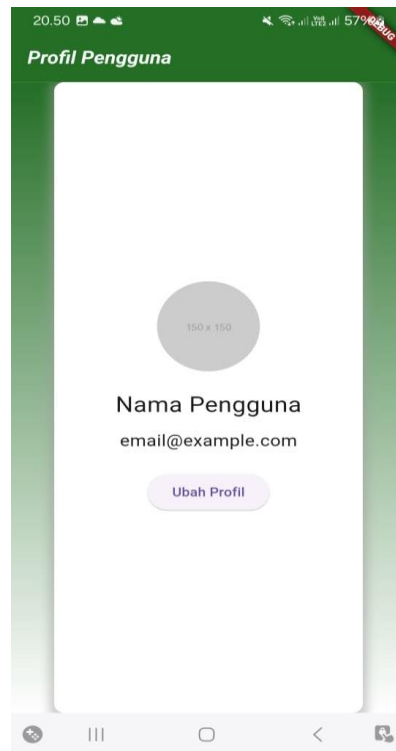 20.50
57%
DEBUG
Profil Pengguna
150 x 150
Nama Pengguna
email@example.com
Ubah Profil